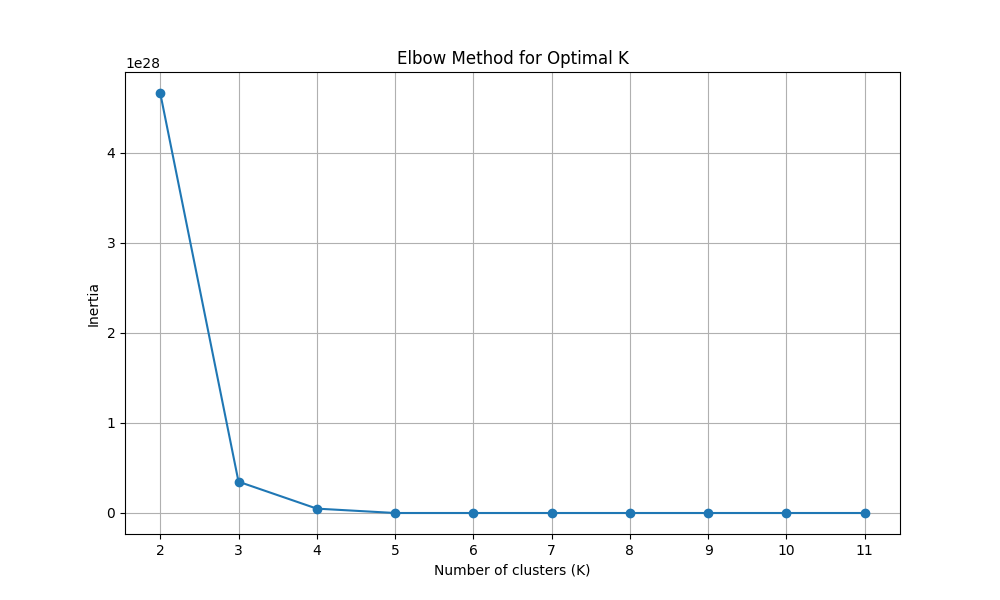 Elbow Method for Optimal K
1e28
4
3
2
1
0
Inertia
2 3 4 5 6 7 8 9 10 11
Number of clusters (K)